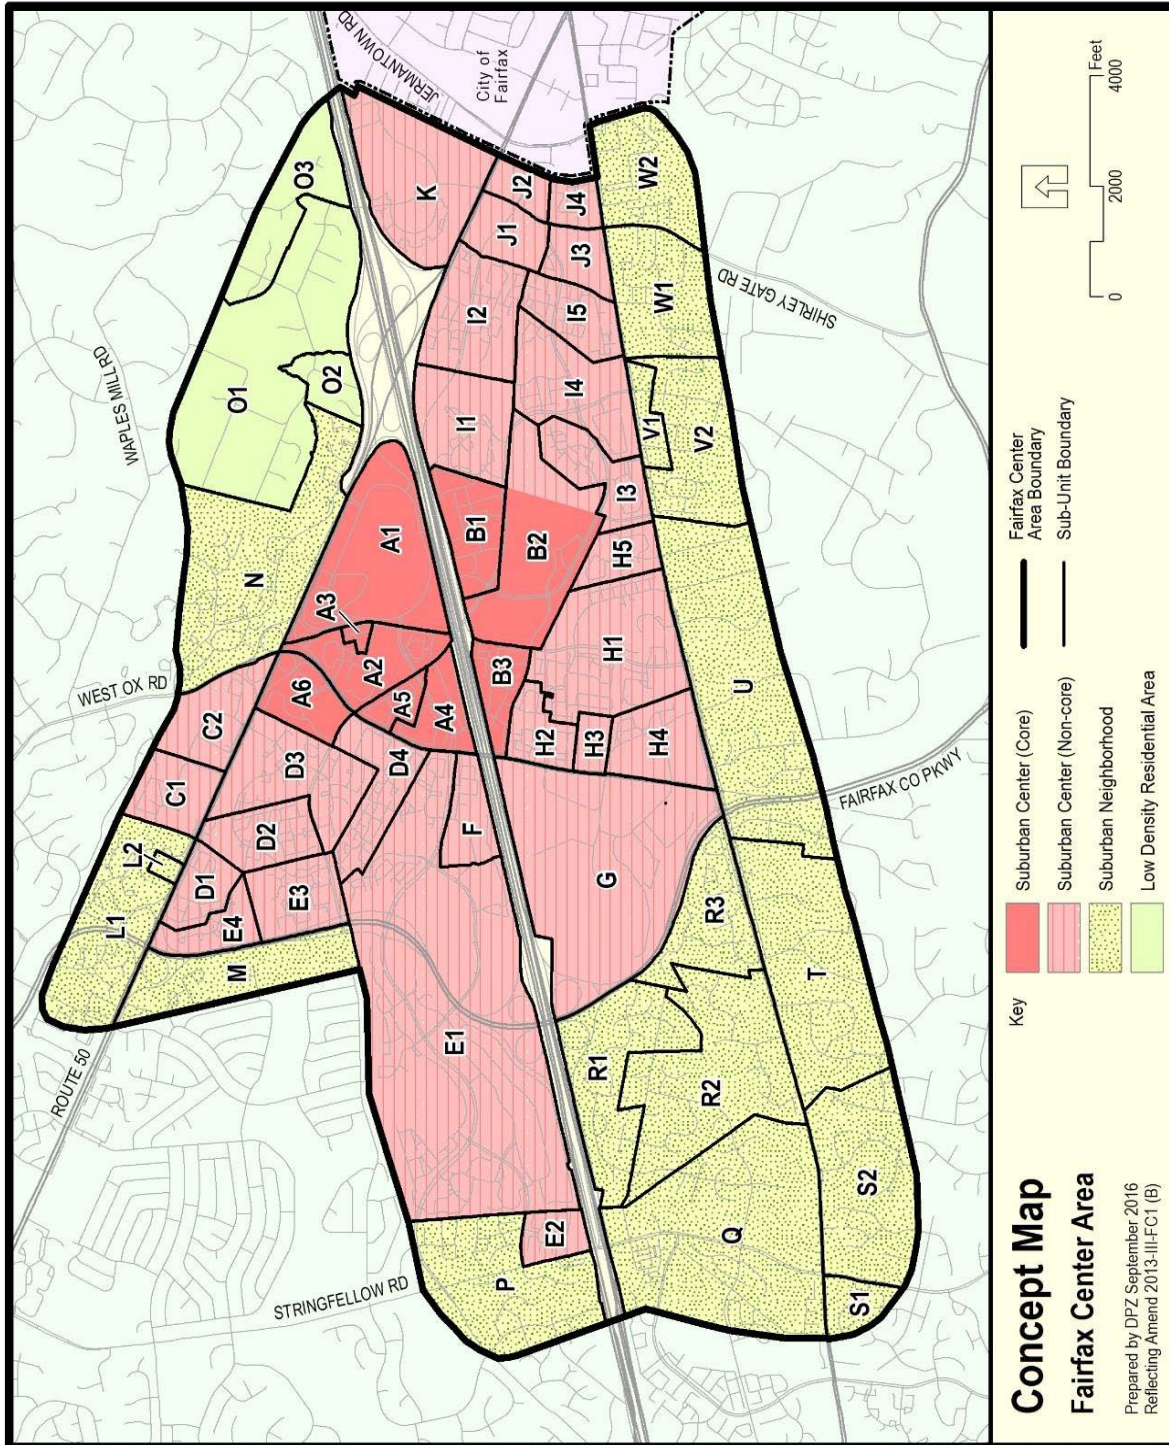 Concept Map
Fairfax Center Area
Prepared by DPZ September 2016
Reflecting Amend 2013-III-FC1 (B)
Key
Suburban Center (Core)
Suburban Center (Non-core)
Suburban Neighborhood
Low Density Residential Area
Fairfax Center
Area Boundary
Sub-Unit Boundary
0 2000 4000
Feet
ROUTE 50
STRINGFELLOW RD
WEST OX RD
WAPLES MILL RD
JERMANTOWN RD
City of
Fairfax
SHIRLEY GATE RD
FAIRFAX CO PKWY
L1
L2
M
C1
C2
D1
D2
D3
D4
E4
E3
E1
E2
P
F
A6
A3
A2
A5
A4
A1
N
O1
O2
O3
K
B1
B2
B3
I1
I2
I3
I4
I5
J1
J2
J3
J4
H1
H2
H3
H4
H5
G
R1
R2
R3
Q
S1
S2
T
U
V1
V2
W1
W2